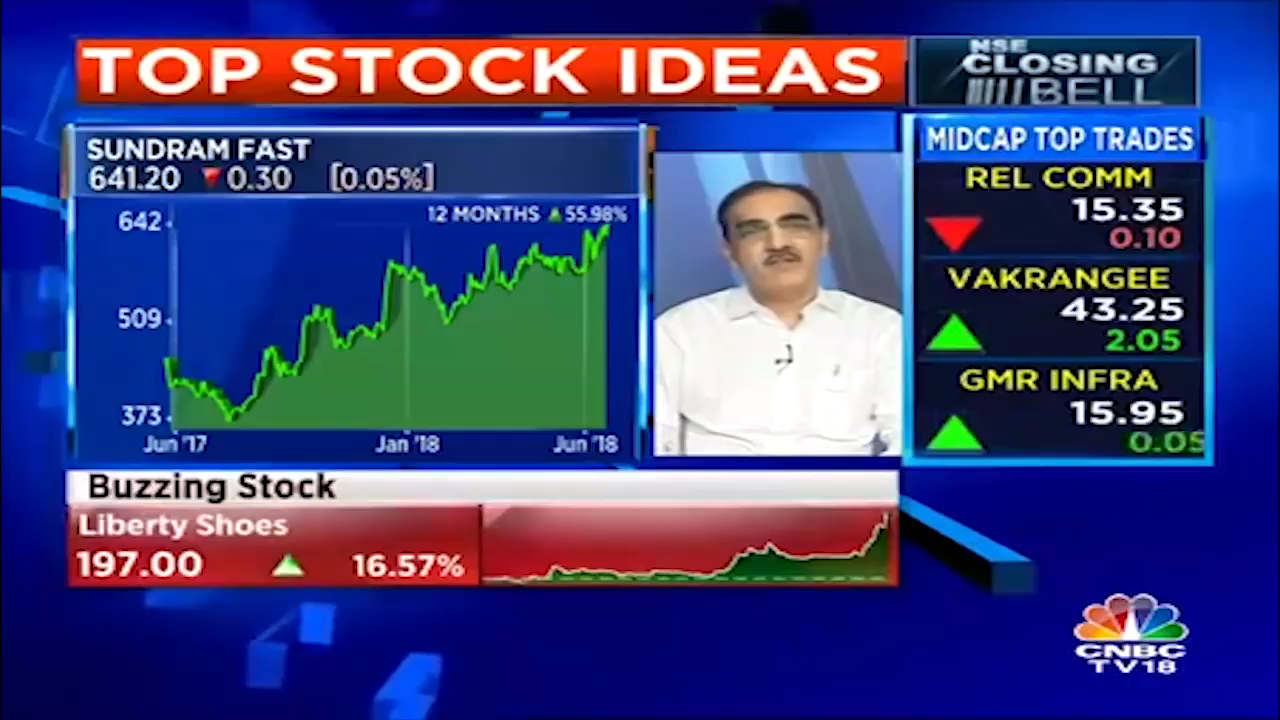 TOP STOCK IDEAS
NSE
CLOSING
BELL
SUNDRAM FAST
641.20 ▼ 0.30 [0.05%]
12 MONTHS ▲ 55.98%
642
509
373
Jun '17 Jan '18 Jun '18
MIDCAP TOP TRADES
REL COMM
15.35
0.10
VAKRANGEE
43.25
2.05
GMR INFRA
15.95
0.05
Buzzing Stock
Liberty Shoes
197.00 ▲ 16.57%
CNBC
TV18